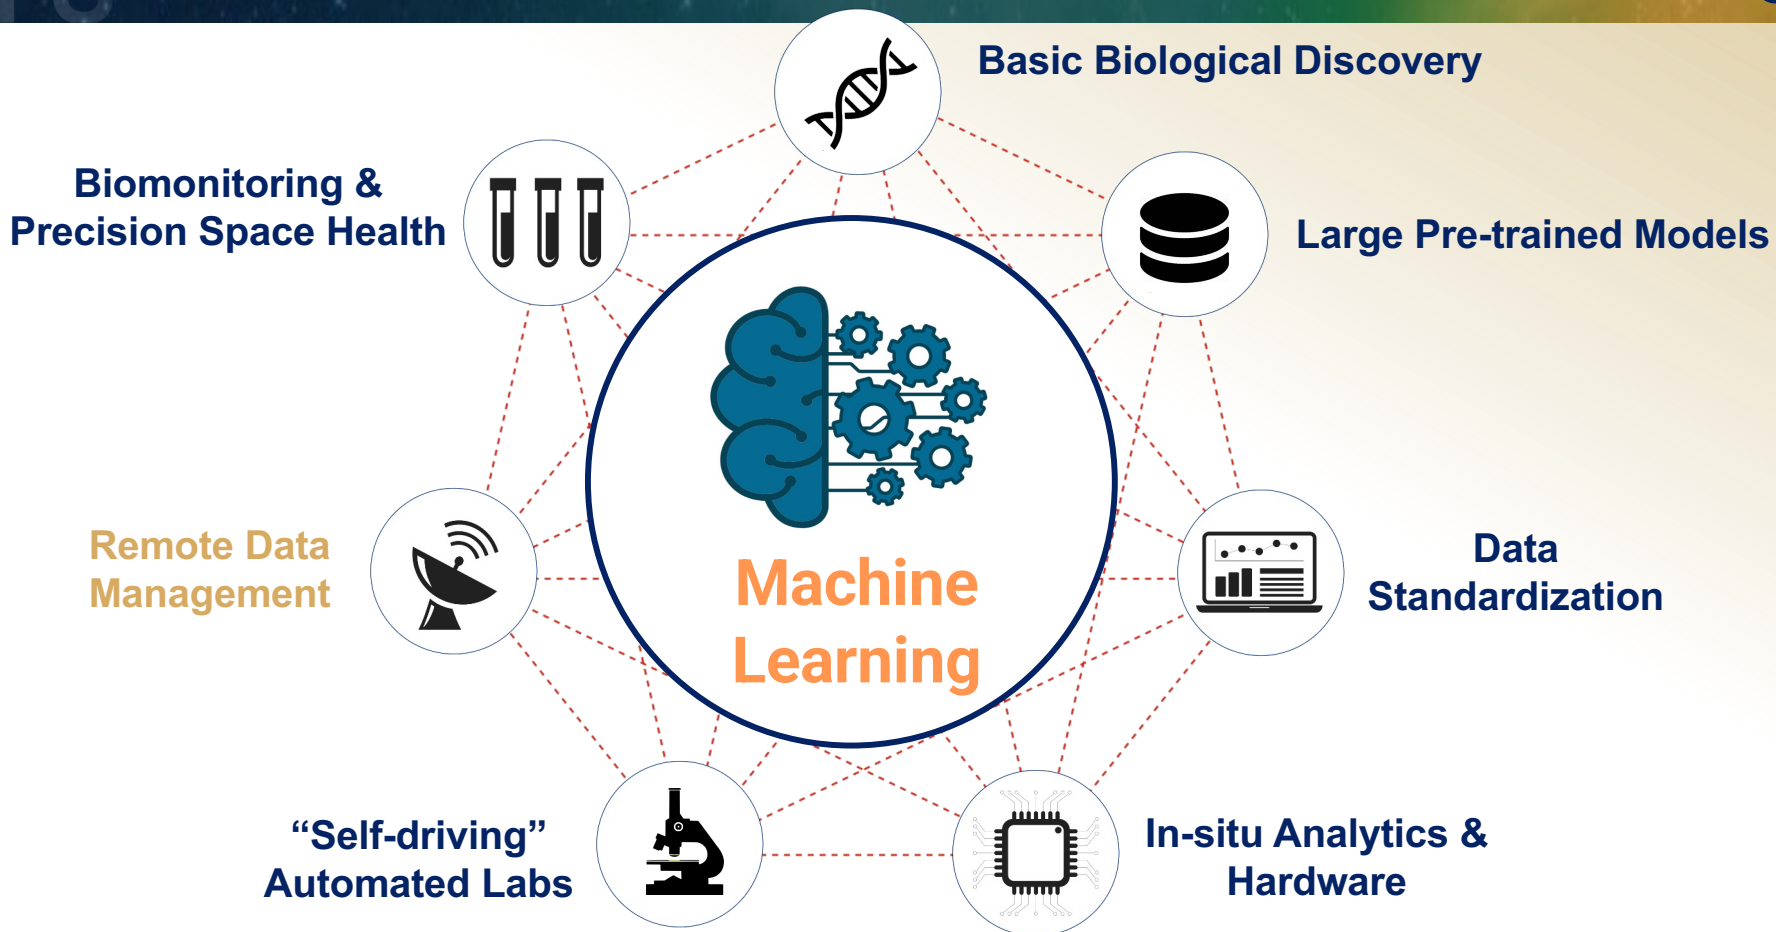 Basic Biological Discovery
Biomonitoring &
Precision Space Health
Large Pre-trained Models
Machine
Learning
Remote Data
Management
Data
Standardization
“Self-driving”
Automated Labs
In-situ Analytics &
Hardware